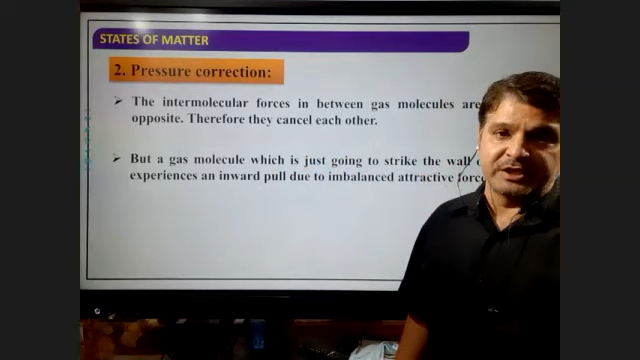 STATES OF MATTER
2. Pressure correction:
➢ The intermolecular forces in between gas molecules are
opposite. Therefore they cancel each other.
➢ But a gas molecule which is just going to strike the wall
experiences an inward pull due to imbalanced attractive force